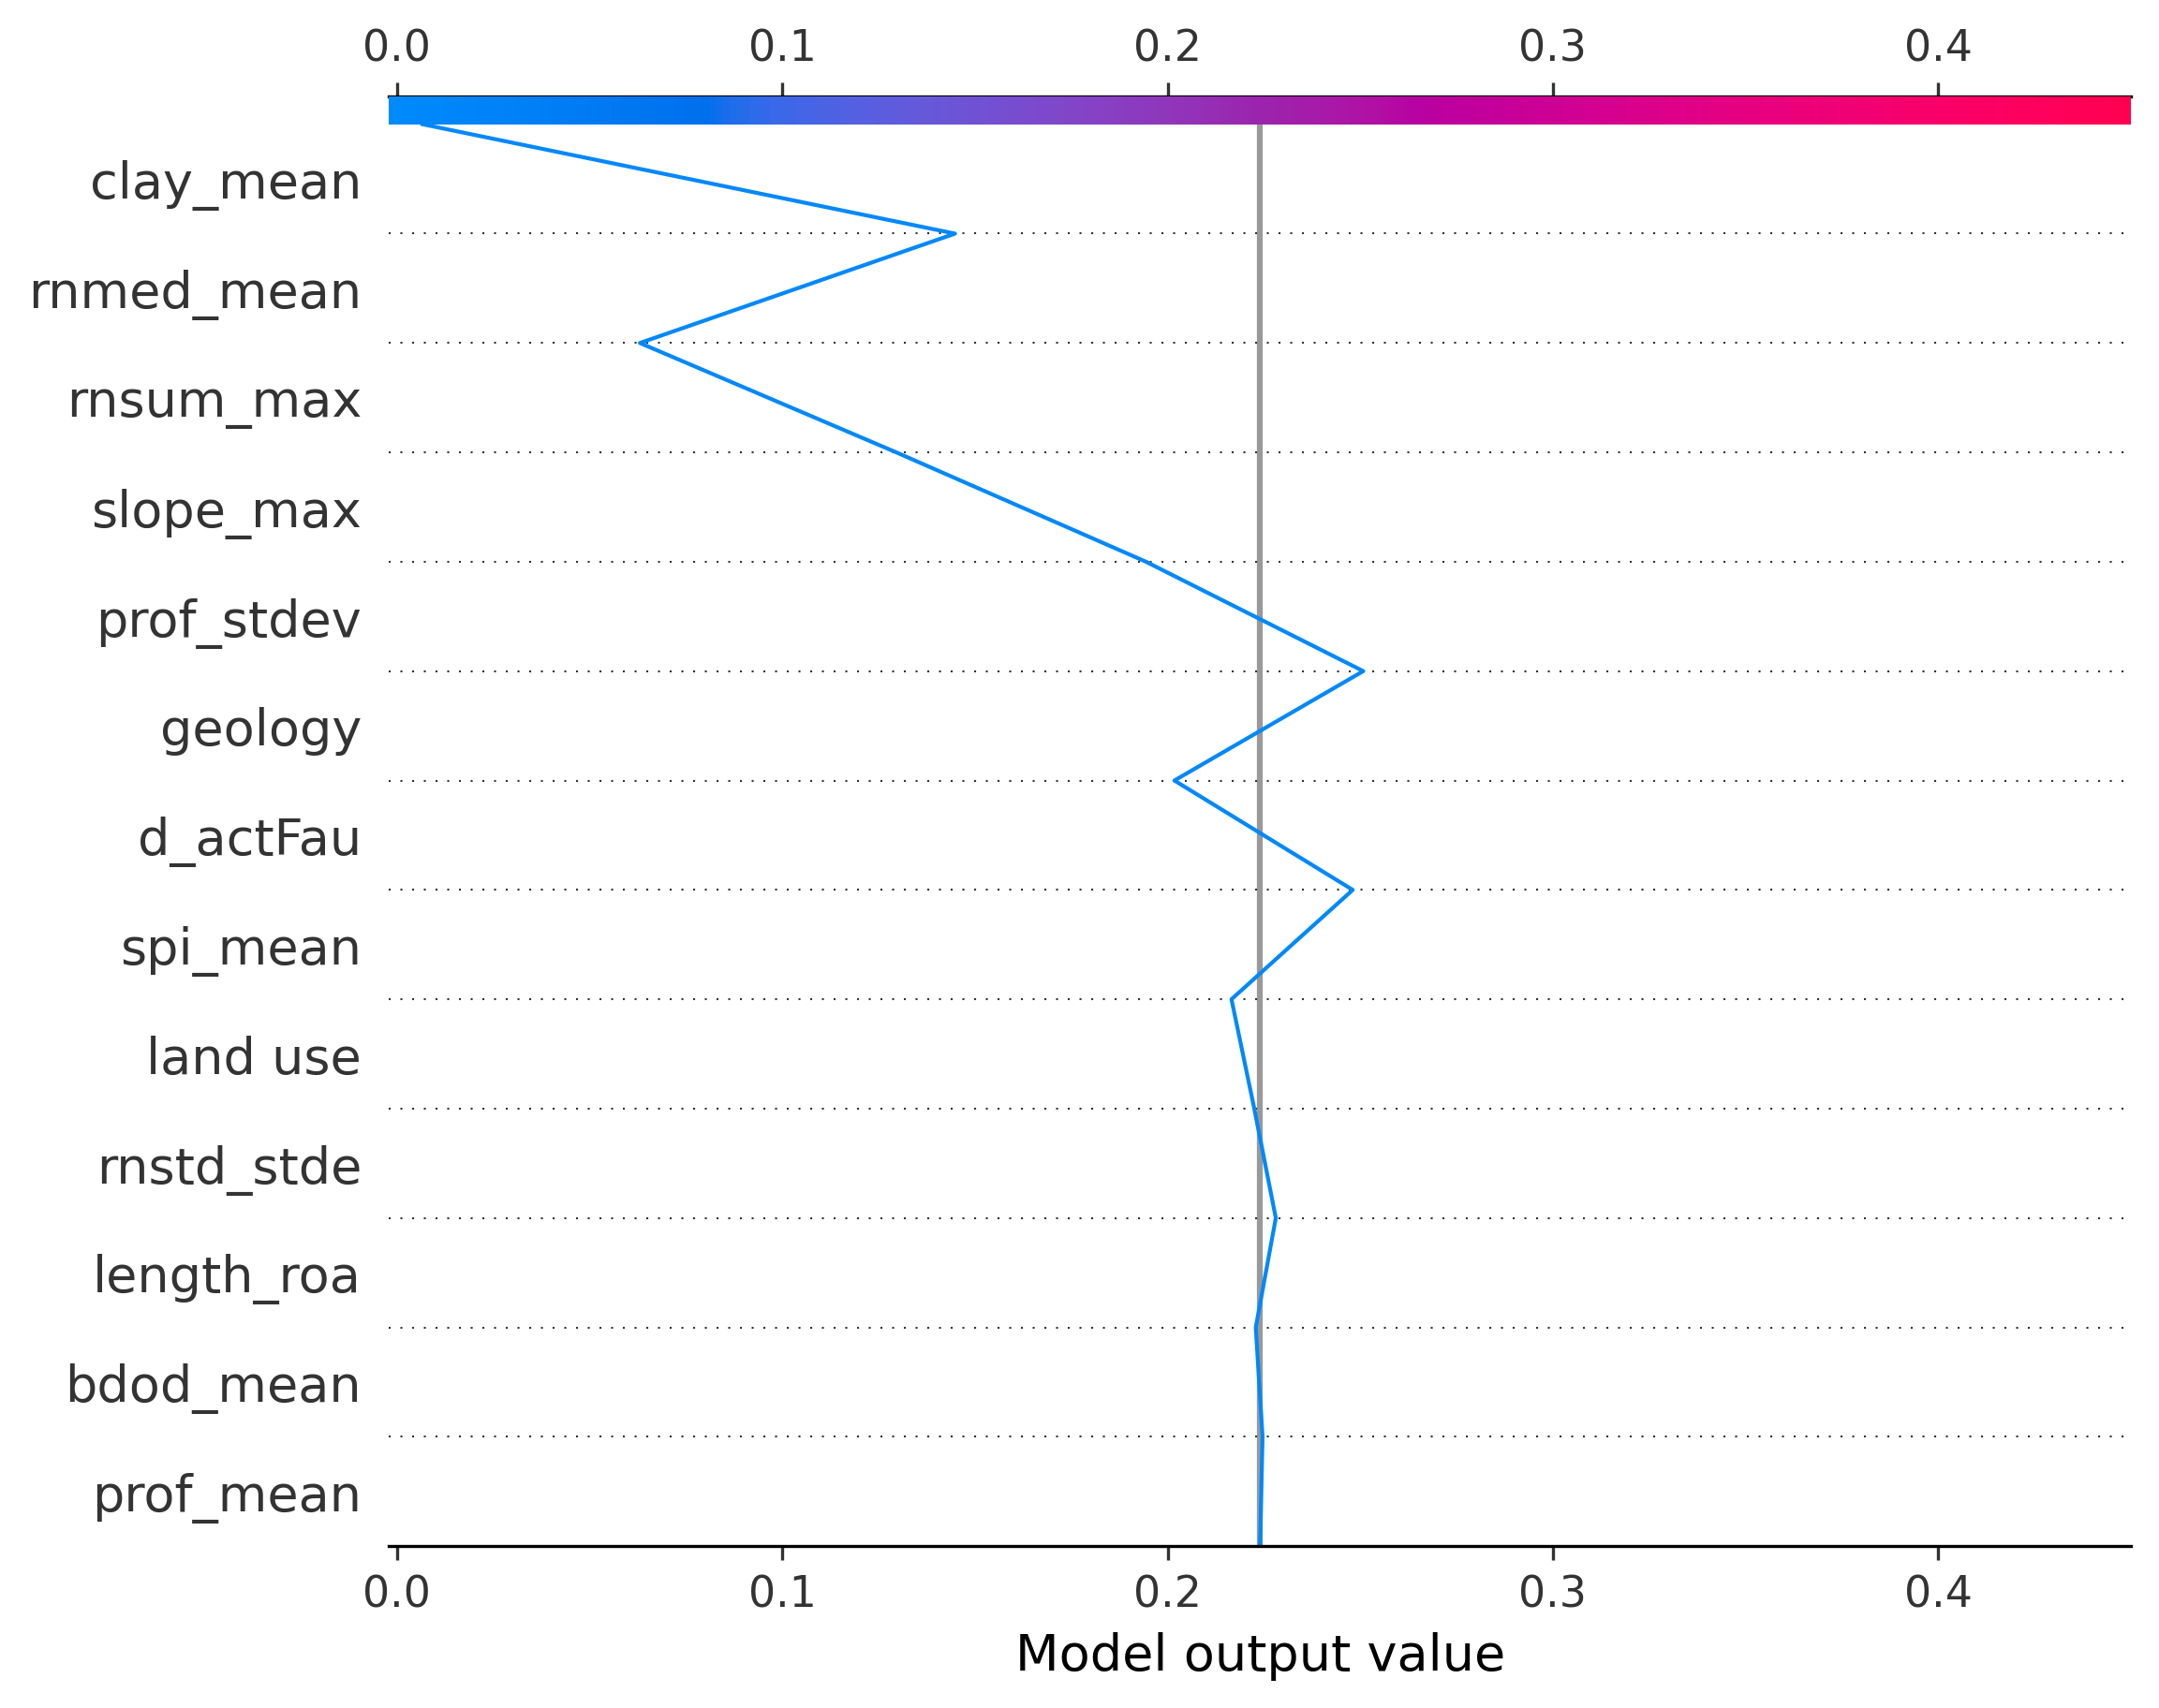 0.0 0.1 0.2 0.3 0.4
clay_mean
rnmed_mean
rnsum_max
slope_max
prof_stdev
geology
d_actFau
spi_mean
land use
rnstd_stde
length_roa
bdod_mean
prof_mean
0.0 0.1 0.2 0.3 0.4
Model output value